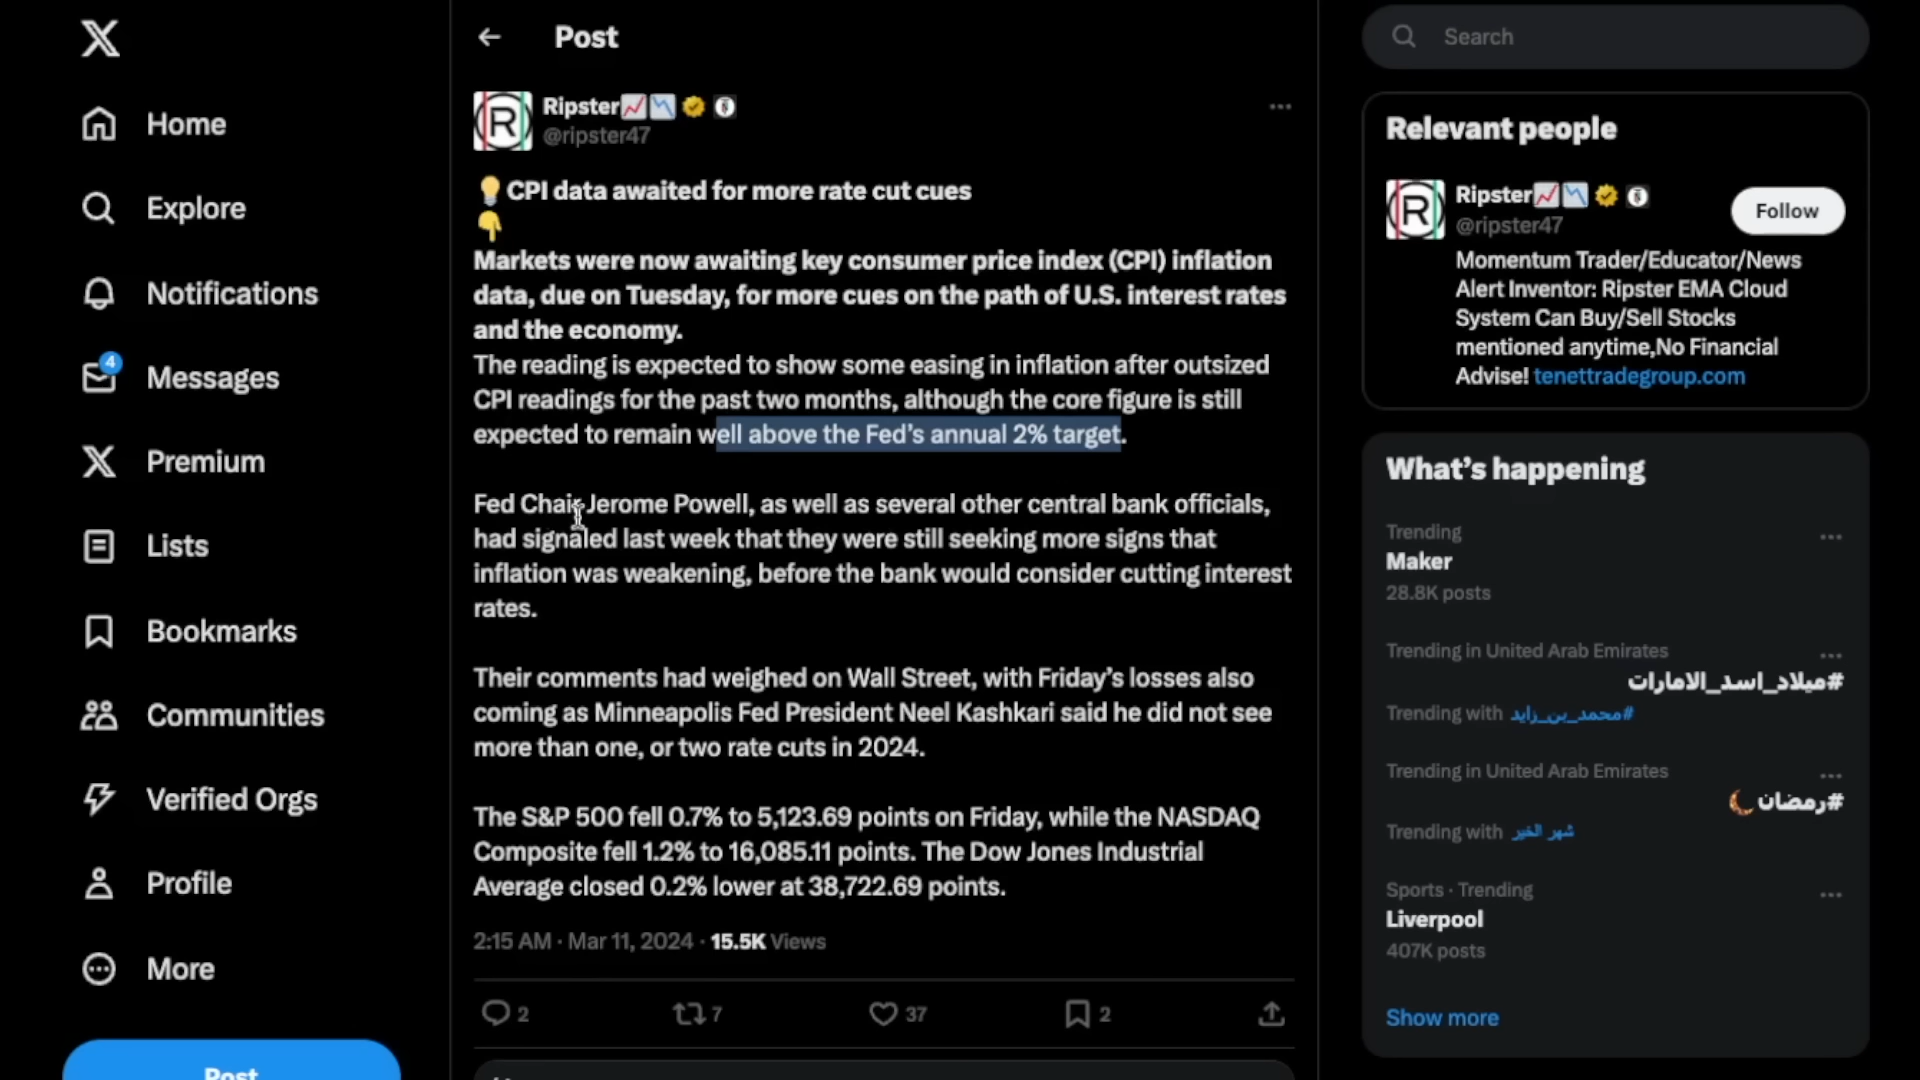 Home
Explore
Notifications
4
Messages
Premium
Lists
Bookmarks
Communities
Verified Orgs
Profile
More
Post
Post
R
Ripster
@ripster47
CPI data awaited for more rate cut cues
Markets were now awaiting key consumer price index (CPI) inflation
data, due on Tuesday, for more cues on the path of U.S. interest rates
and the economy.
The reading is expected to show some easing in inflation after outsized
CPI readings for the past two months, although the core figure is still
expected to remain well above the Fed's annual 2% target.
Fed Chair Jerome Powell, as well as several other central bank officials,
had signaled last week that they were still seeking more signs that
inflation was weakening, before the bank would consider cutting interest
rates.
Their comments had weighed on Wall Street, with Friday's losses also
coming as Minneapolis Fed President Neel Kashkari said he did not see
more than one, or two rate cuts in 2024.
The S&P 500 fell 0.7% to 5,123.69 points on Friday, while the NASDAQ
Composite fell 1.2% to 16,085.11 points. The Dow Jones Industrial
Average closed 0.2% lower at 38,722.69 points.
2:15 AM · Mar 11, 2024 · 15.5K Views
2 7 37 2
Search
Relevant people
R
Ripster
@ripster47
Follow
Momentum Trader/Educator/News
Alert Inventor: Ripster EMA Cloud
System Can Buy/Sell Stocks
mentioned anytime,No Financial
Advise! tenettradegroup.com
What's happening
Trending
Maker
28.8K posts
Trending in United Arab Emirates
#ميلاد_اسد_الامارات
Trending with #محمد_بن_زايد
Trending in United Arab Emirates
#رمضان
Trending with شهر الخير
Sports · Trending
Liverpool
407K posts
Show more